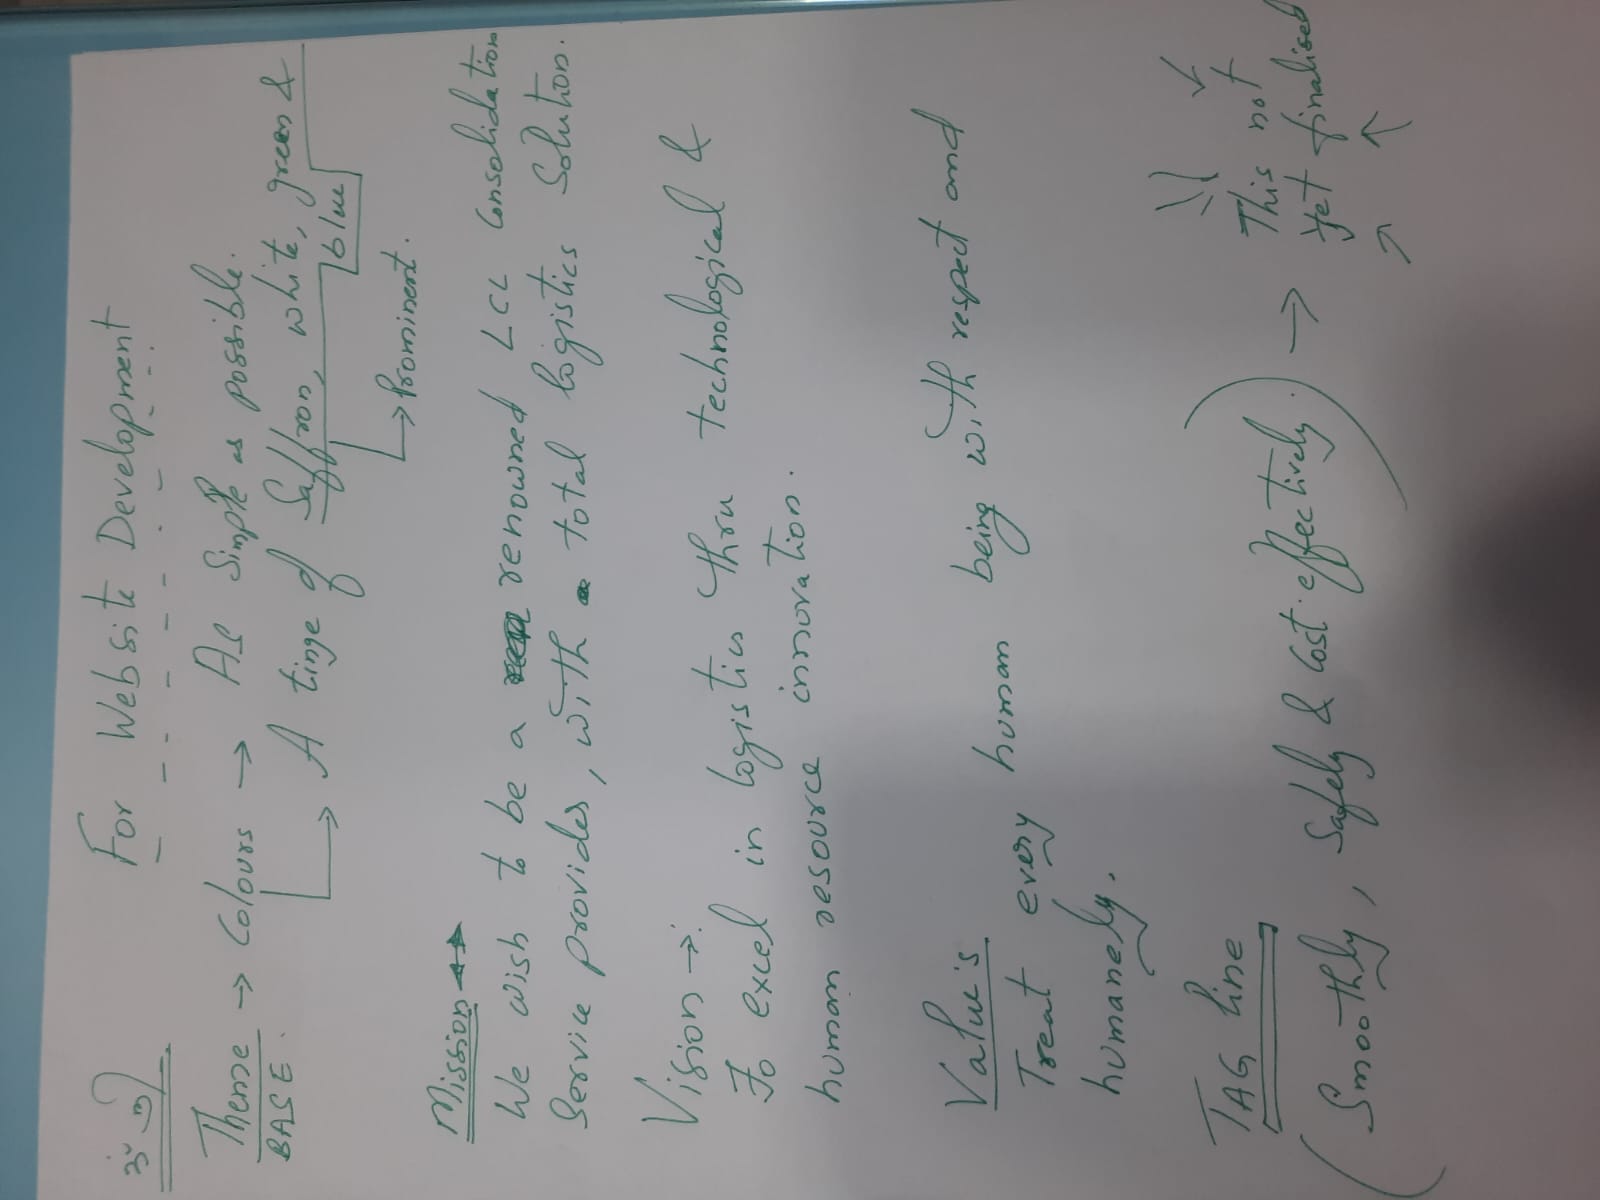 For Website Development
Theme → Colours → As Simple as possible.
BASE.
↳ A tinge of Saffron, white, green &
blue
↳ Prominent.
Mission
We wish to be a renowned LCL Consolidation
Service provider, with total logistics Solution.
Vision →:
To excel in logistics thru technological &
human resource innovation.
Value's
Treat every human being with respect and
humanely.
TAG line
(Smoothly, Safely & Cost-effectively.) → This not
yet finalised